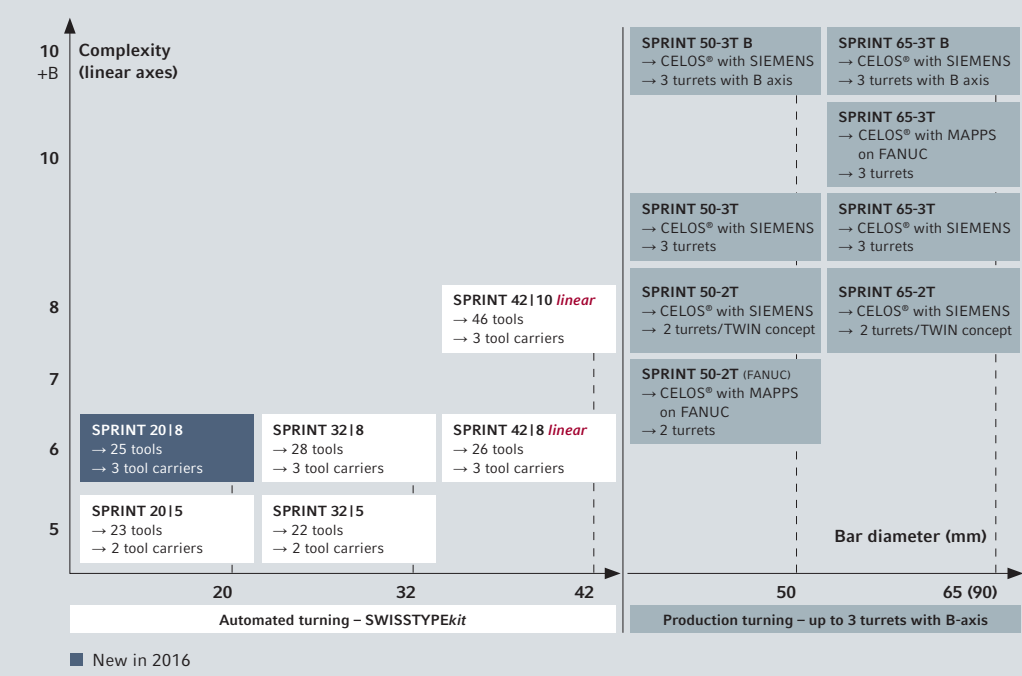 10
+B
Complexity
(linear axes)
10
8
7
6
5
SPRINT 50-3T B
→ CELOS® with SIEMENS
→ 3 turrets with B axis
SPRINT 65-3T B
→ CELOS® with SIEMENS
→ 3 turrets with B axis
SPRINT 65-3T
→ CELOS® with MAPPS
on FANUC
→ 3 turrets
SPRINT 50-3T
→ CELOS® with SIEMENS
→ 3 turrets
SPRINT 65-3T
→ CELOS® with SIEMENS
→ 3 turrets
SPRINT 42|10 linear
→ 46 tools
→ 3 tool carriers
SPRINT 50-2T
→ CELOS® with SIEMENS
→ 2 turrets/TWIN concept
SPRINT 65-2T
→ CELOS® with SIEMENS
→ 2 turrets/TWIN concept
SPRINT 50-2T (FANUC)
→ CELOS® with MAPPS
on FANUC
→ 2 turrets
SPRINT 20|8
→ 25 tools
→ 3 tool carriers
SPRINT 32|8
→ 28 tools
→ 3 tool carriers
SPRINT 42|8 linear
→ 26 tools
→ 3 tool carriers
SPRINT 20|5
→ 23 tools
→ 2 tool carriers
SPRINT 32|5
→ 22 tools
→ 2 tool carriers
Bar diameter (mm)
20
32
42
50
65 (90)
Automated turning – SWISSTYPEkit
Production turning – up to 3 turrets with B-axis
New in 2016